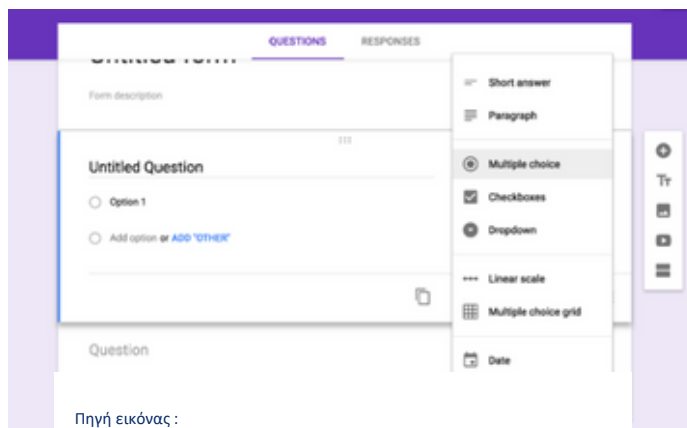 QUESTIONS RESPONSES
Untitled form
Form description
Untitled Question
Option 1
Add option or ADD "OTHER"
Question
Short answer
Paragraph
Multiple choice
Checkboxes
Dropdown
Linear scale
Multiple choice grid
Date
Tт
Πηγή εικόνας :